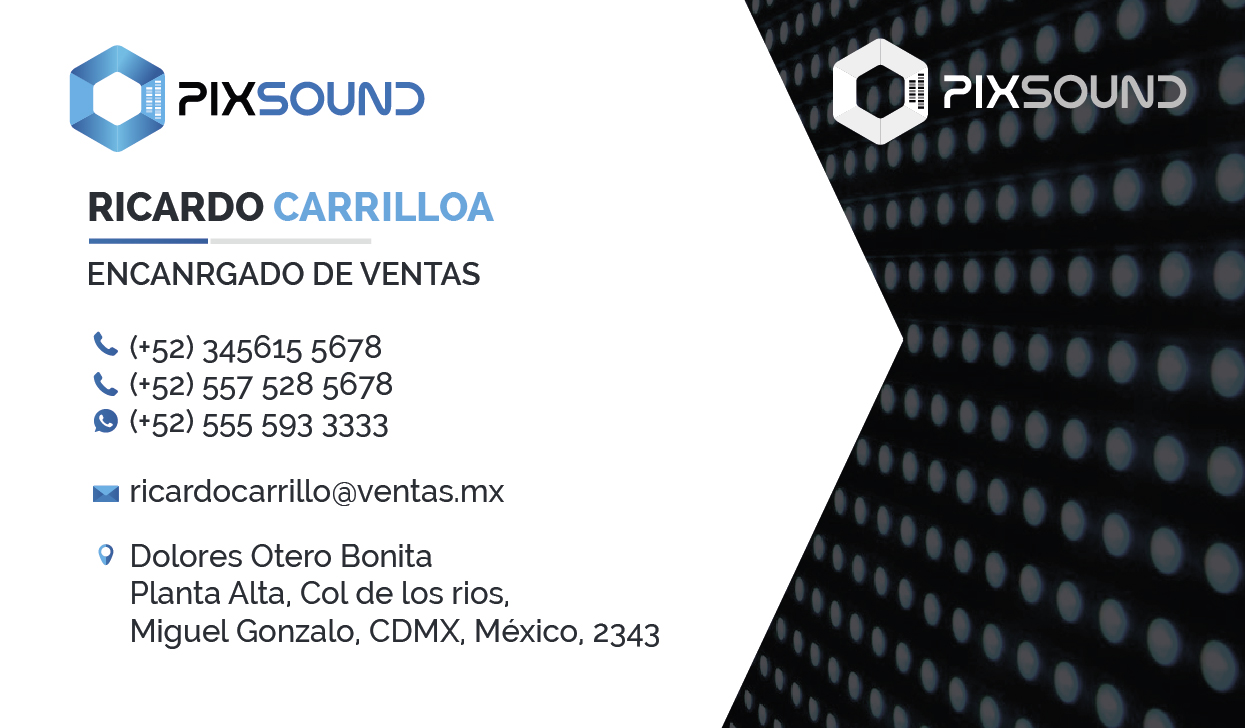 PIXSOUND
PIXSOUND
RICARDO CARRILLOA
ENCANRGADO DE VENTAS
(+52) 345615 5678
(+52) 557 528 5678
(+52) 555 593 3333
ricardocarrillo@ventas.mx
Dolores Otero Bonita
Planta Alta, Col de los rios,
Miguel Gonzalo, CDMX, México, 2343